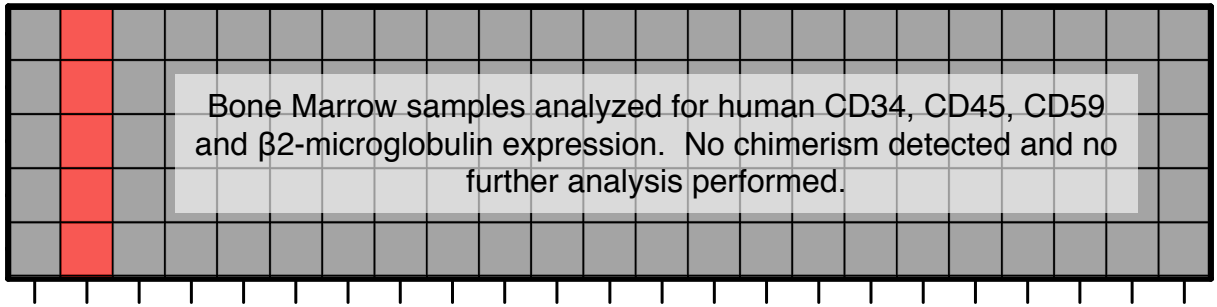 Bone Marrow samples analyzed for human CD34, CD45, CD59
and β2-microglobulin expression.  No chimerism detected and no
further analysis performed.